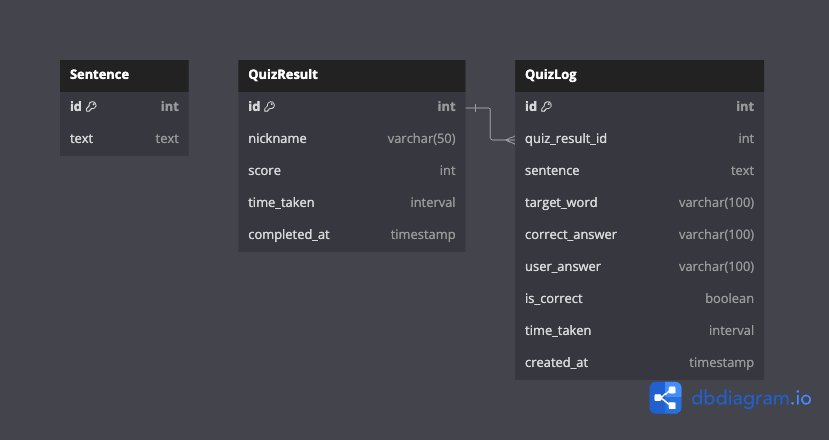 Sentence
id int
text text
QuizResult
id int
nickname varchar(50)
score int
time_taken interval
completed_at timestamp
QuizLog
id int
quiz_result_id int
sentence text
target_word varchar(100)
correct_answer varchar(100)
user_answer varchar(100)
is_correct boolean
time_taken interval
created_at timestamp
dbdiagram.io